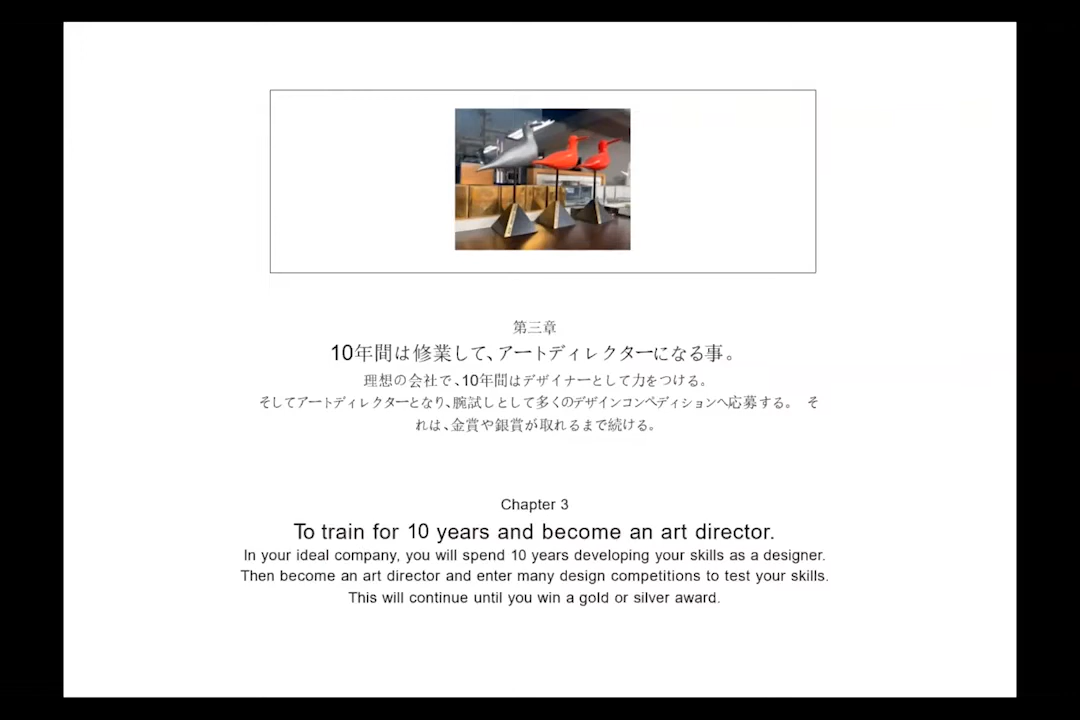 第三章
10年間は修業して、アートディレクターになる事。
理想の会社で、10年間はデザイナーとして力をつける。
そしてアートディレクターとなり、腕試しとして多くのデザインコンペディションへ応募する。 そ
れは、金賞や銀賞が取れるまで続ける。
Chapter 3
To train for 10 years and become an art director.
In your ideal company, you will spend 10 years developing your skills as a designer.
Then become an art director and enter many design competitions to test your skills.
This will continue until you win a gold or silver award.